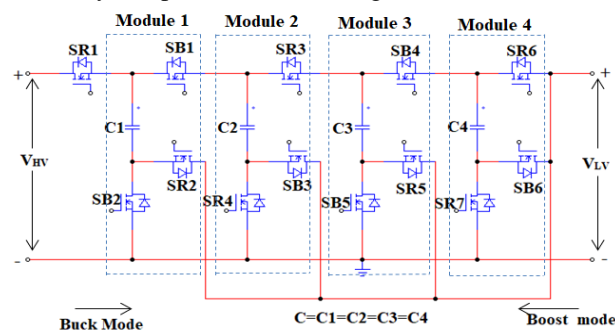 Module 1 Module 2 Module 3 Module 4
SR1 SB1 SR3 SB4 SR6
+ +
C1 C2 C3 C4
VHV VLV
SR2 SB3 SR5 SB6
SB2 SR4 SB5 SR7
- -
Buck Mode C=C1=C2=C3=C4 Boost mode